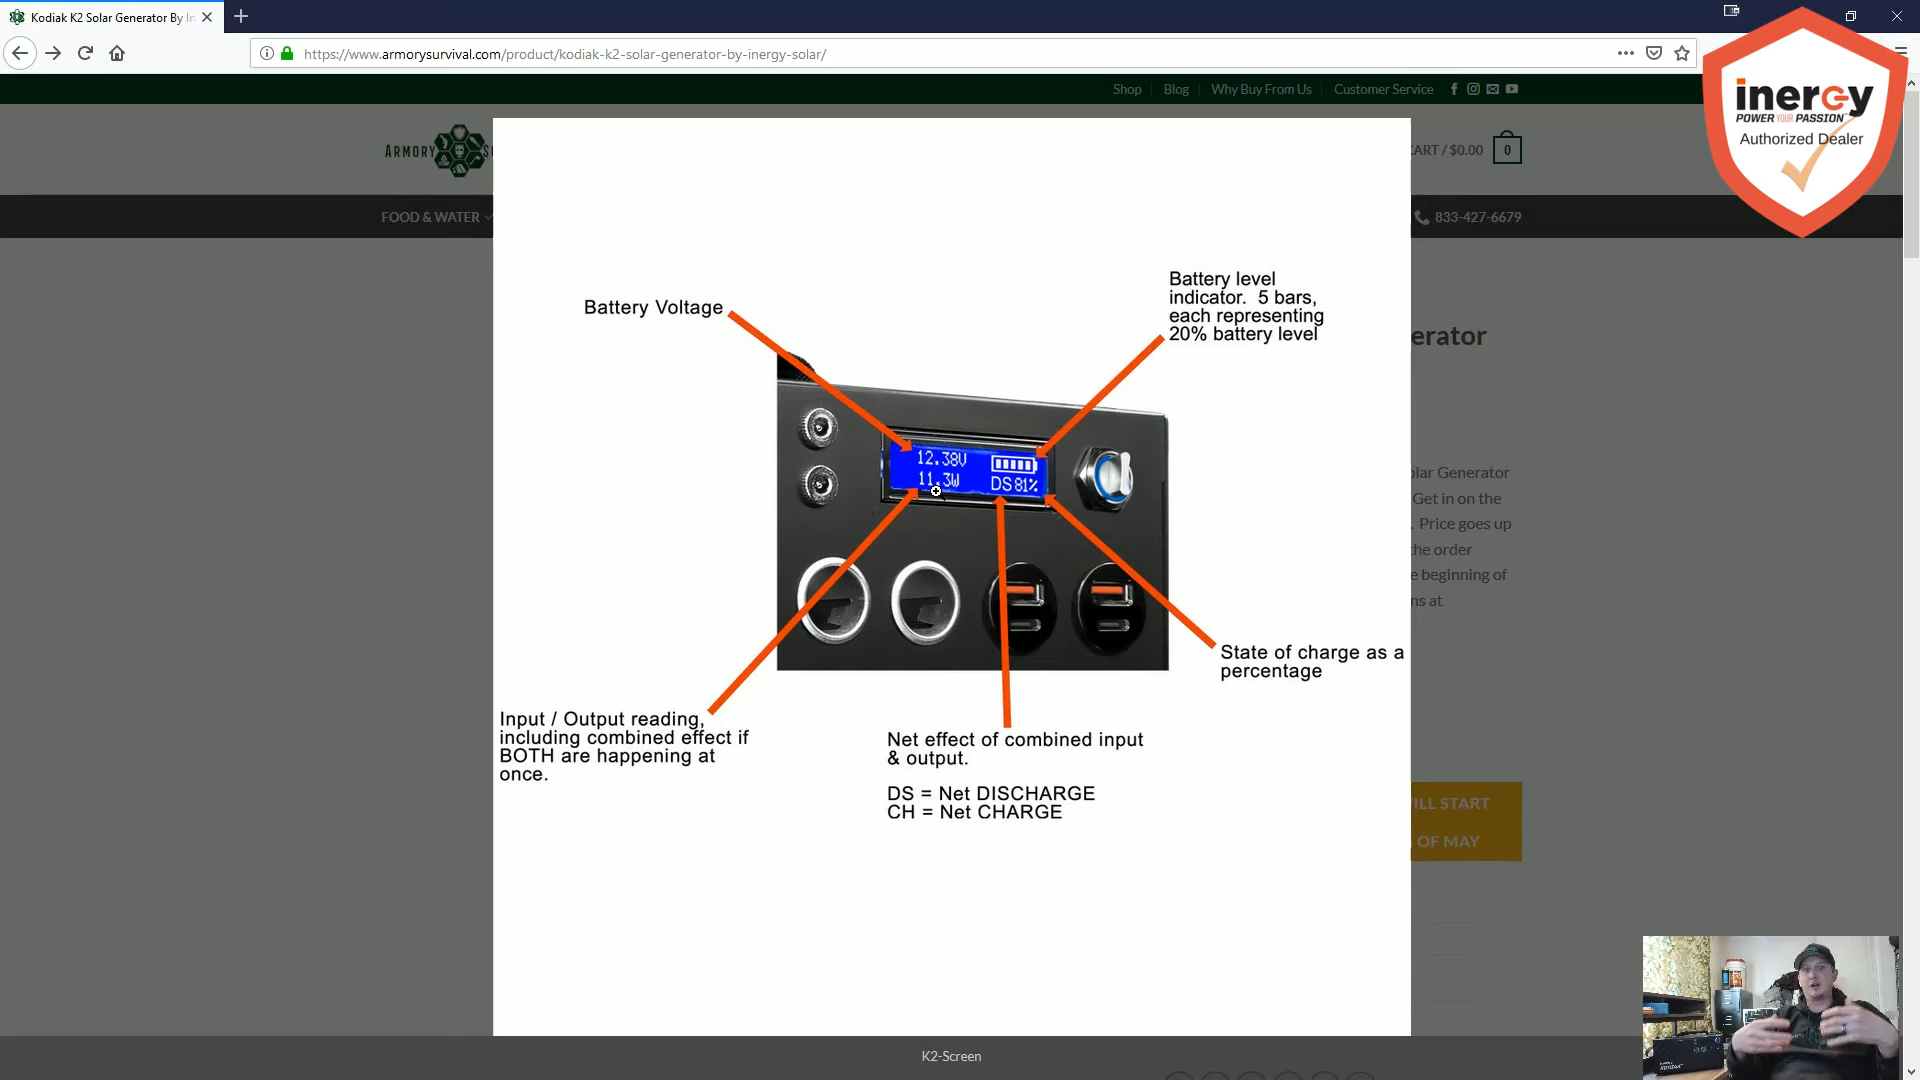 Kodiak K2 Solar Generator By In
https://www.armorysurvival.com/product/kodiak-k2-solar-generator-by-inergy-solar/
inergy
POWER YOUR PASSION
Authorized Dealer
Shop
Blog
Why Buy From Us
Customer Service
ARMORY
CART / $0.00
0
FOOD & WATER
833-427-6679
Battery Voltage
Battery level
indicator. 5 bars,
each representing
20% battery level
12.38V
11.3W
DS 81%
State of charge as a
percentage
Input / Output reading,
including combined effect if
BOTH are happening at
once.
Net effect of combined input
& output.
DS = Net DISCHARGE
CH = Net CHARGE
erator
olar Generator
Get in on the
. Price goes up
the order
e beginning of
ns at
ILL START
OF MAY
K2-Screen